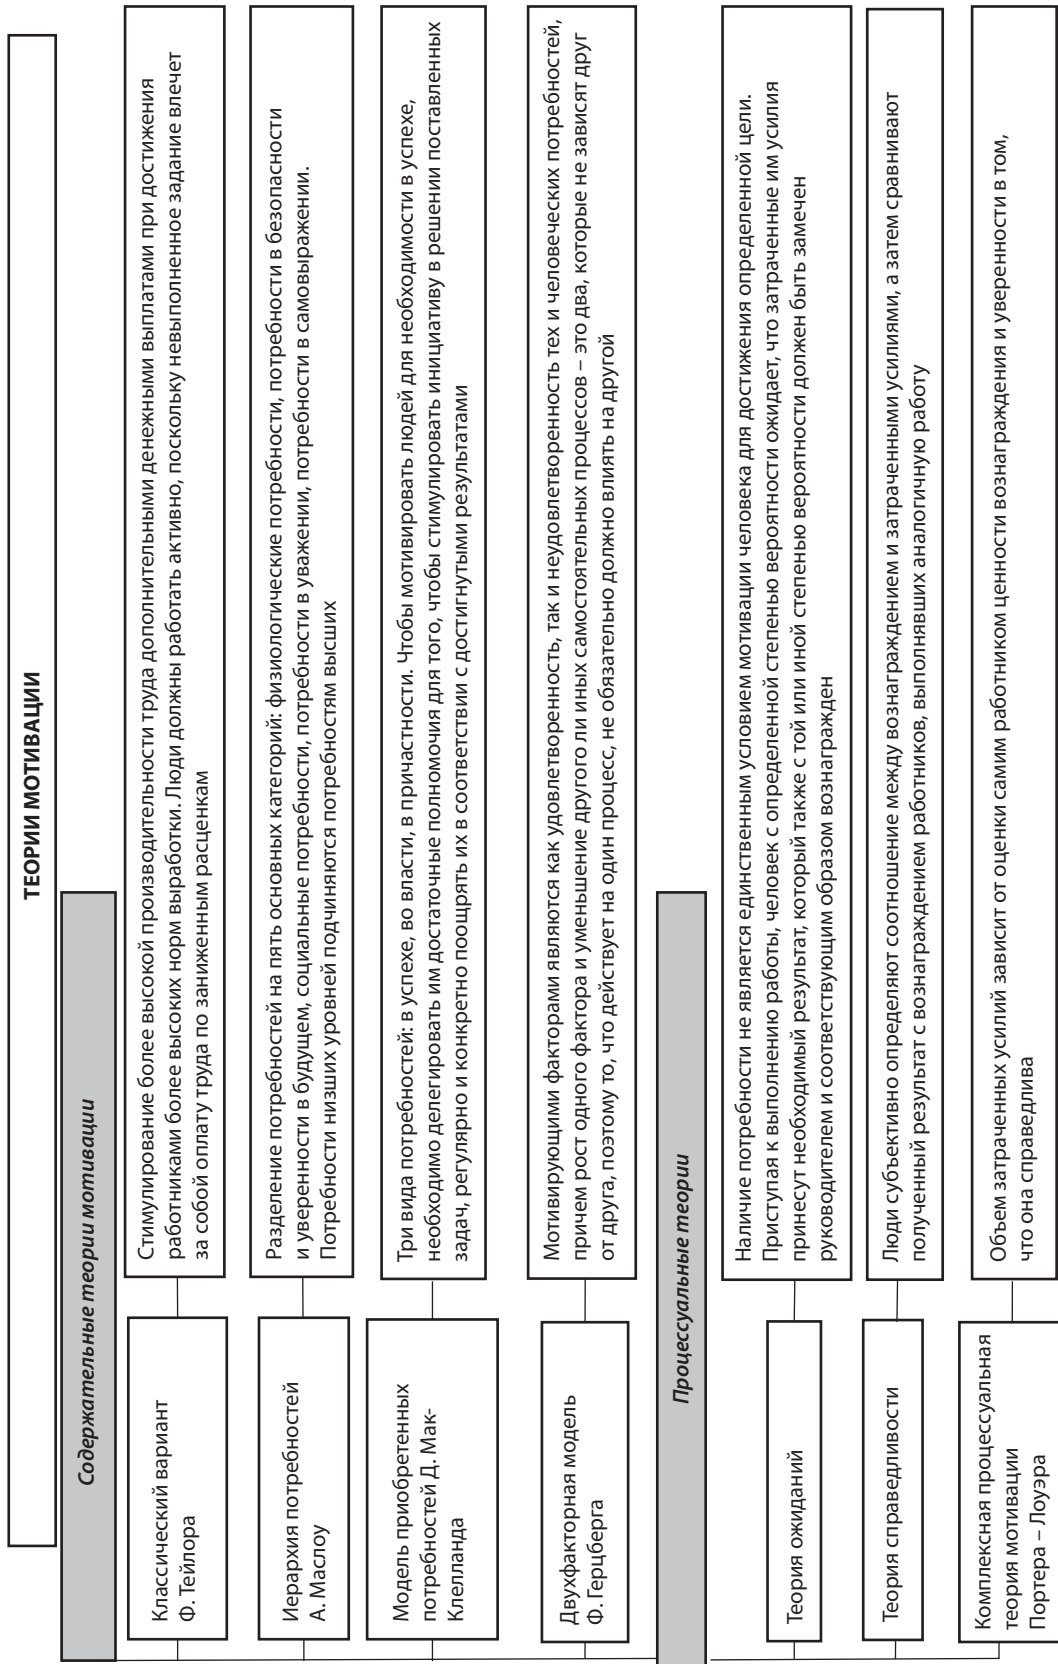 ТЕОРИИ МОТИВАЦИИ
Содержательные теории мотивации
Классический вариант
Ф. Тейлора
Стимулирование более высокой производительности труда дополнительными денежными выплатами при достижения
работниками более высоких норм выработки. Люди должны работать активно, поскольку невыполненное задание влечет
за собой оплату труда по заниженным расценкам
Иерархия потребностей
А. Маслоу
Разделение потребностей на пять основных категорий: физиологические потребности, потребности в безопасности
и уверенности в будущем, социальные потребности, потребности в уважении, потребности в самовыражении.
Потребности низших уровней подчиняются потребностям высших
Модель приобретенных
потребностей Д. Мак-
Клелланда
Три вида потребностей: в успехе, во власти, в причастности. Чтобы мотивировать людей для необходимости в успехе,
необходимо делегировать им достаточные полномочия для того, чтобы стимулировать инициативу в решении поставленных
задач, регулярно и конкретно поощрять их в соответствии с достигнутыми результатами
Двухфакторная модель
Ф. Герцберга
Мотивирующими факторами являются как удовлетворенность, так и неудовлетворенность тех и человеческих потребностей,
причем рост одного фактора и уменьшение другого ли иных самостоятельных процессов – это два, которые не зависят друг
от друга, поэтому то, что действует на один процесс, не обязательно должно влиять на другой
Процессуальные теории
Теория ожиданий
Наличие потребности не является единственным условием мотивации человека для достижения определенной цели.
Приступая к выполнению работы, человек с определенной степенью вероятности ожидает, что затраченные им усилия
принесут необходимый результат, который также с той или иной степенью вероятности должен быть замечен
руководителем и соответствующим образом вознагражден
Теория справедливости
Люди субъективно определяют соотношение между вознаграждением и затраченными усилиями, а затем сравнивают
полученный результат с вознаграждением работников, выполнявших аналогичную работу
Комплексная процессуальная
теория мотивации
Портера – Лоуэра
Объем затраченных усилий зависит от оценки самим работником ценности вознаграждения и уверенности в том,
что она справедлива